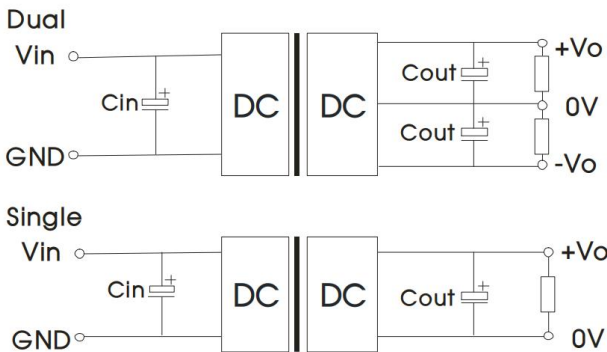 Dual
Vin
Cin
+
GND
DC
DC
Cout
+
Cout
+
+Vo
0V
-Vo
Single
Vin
Cin
+
GND
DC
DC
Cout
+
+Vo
0V